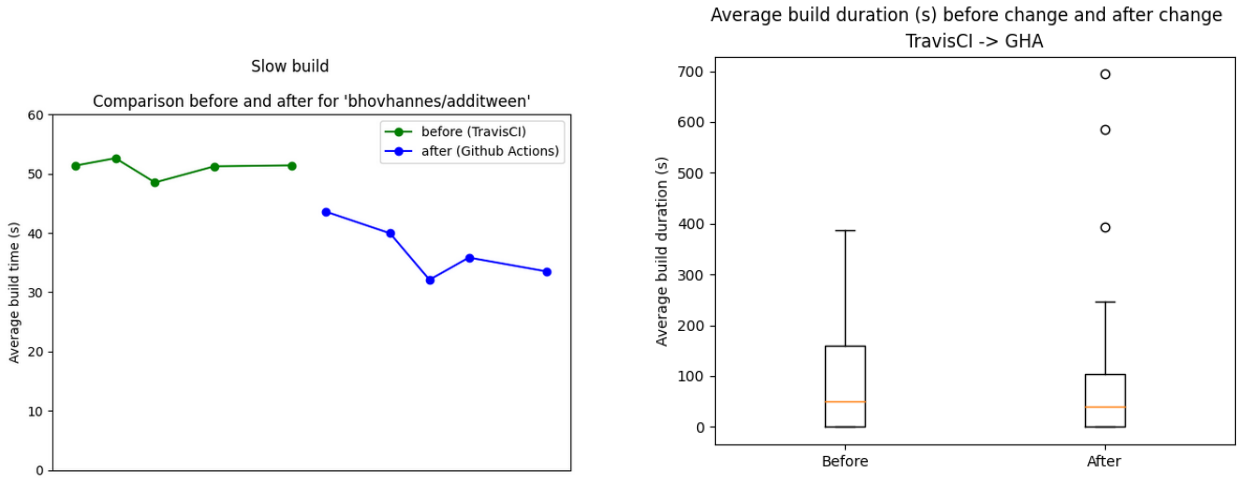 Slow build
Comparison before and after for 'bhovhannes/additween'
60
50
40
30
20
10
0
Average build time (s)
before (TravisCI)
after (Github Actions)
Average build duration (s) before change and after change
TravisCI -> GHA
700
600
500
400
300
200
100
0
Average build duration (s)
Before
After